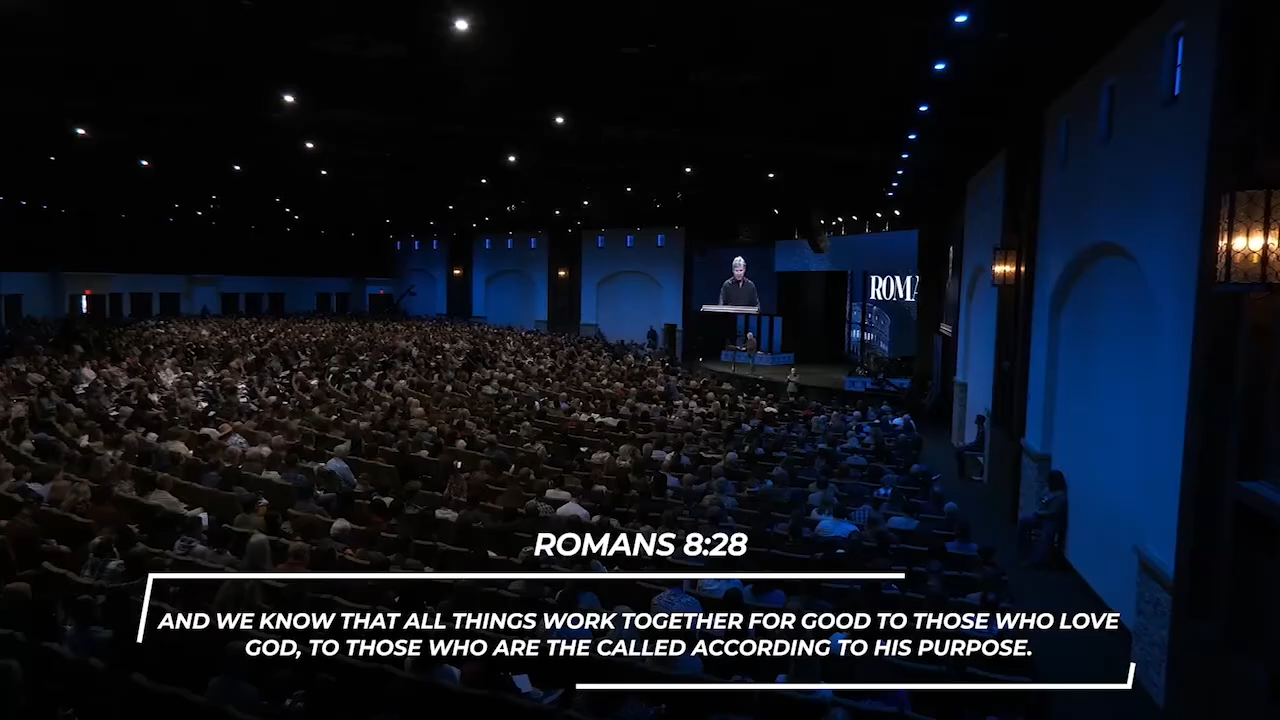 ROMA
ROMANS 8:28
AND WE KNOW THAT ALL THINGS WORK TOGETHER FOR GOOD TO THOSE WHO LOVE
GOD, TO THOSE WHO ARE THE CALLED ACCORDING TO HIS PURPOSE.